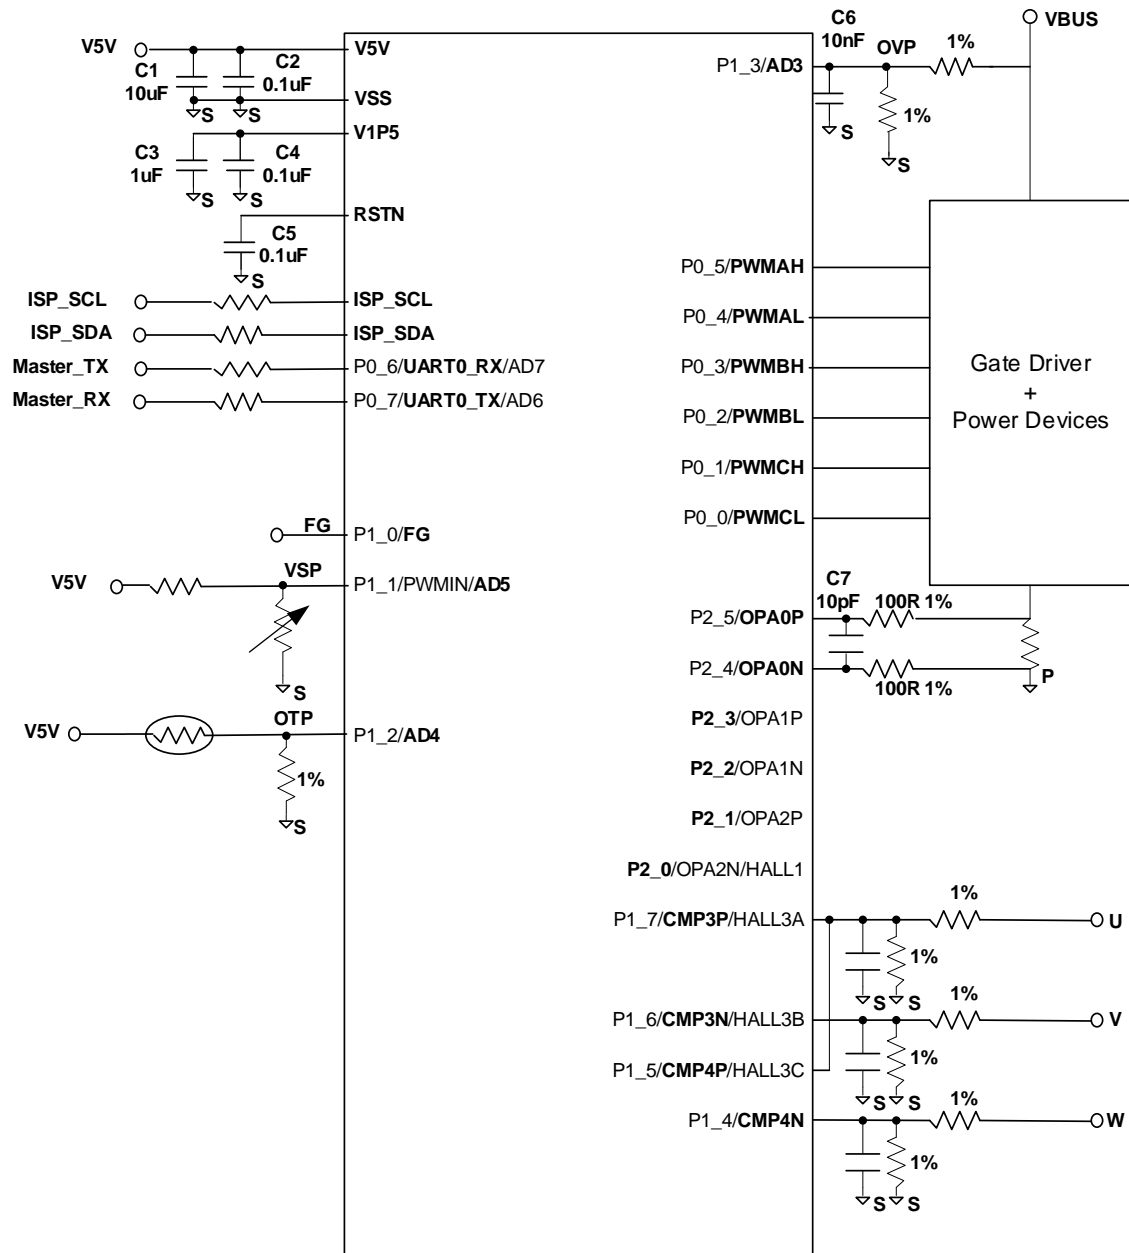 VBUS
C6
10nF
OVP
1%
P1_3/AD3
1%
S
S
V5V
V5V
C1
10uF
C2
0.1uF
VSS
S
S
V1P5
C3
1uF
C4
0.1uF
S
S
RSTN
C5
0.1uF
S
ISP_SCL
ISP_SCL
ISP_SDA
ISP_SDA
Master_TX
P0_6/UART0_RX/AD7
Master_RX
P0_7/UART0_TX/AD6
FG
P1_0/FG
V5V
VSP
P1_1/PWMIN/AD5
S
V5V
OTP
P1_2/AD4
1%
S
P0_5/PWMAH
P0_4/PWMAL
P0_3/PWMBH
P0_2/PWMBL
P0_1/PWMCH
P0_0/PWMCL
Gate Driver
+
Power Devices
C7
10pF
100R 1%
P2_5/OPA0P
P2_4/OPA0N
100R 1%
P
P2_3/OPA1P
P2_2/OPA1N
P2_1/OPA2P
P2_0/OPA2N/HALL1
1%
P1_7/CMP3P/HALL3A
U
1%
S
S
1%
P1_6/CMP3N/HALL3B
V
1%
P1_5/CMP4P/HALL3C
S
S
1%
P1_4/CMP4N
W
1%
S
S